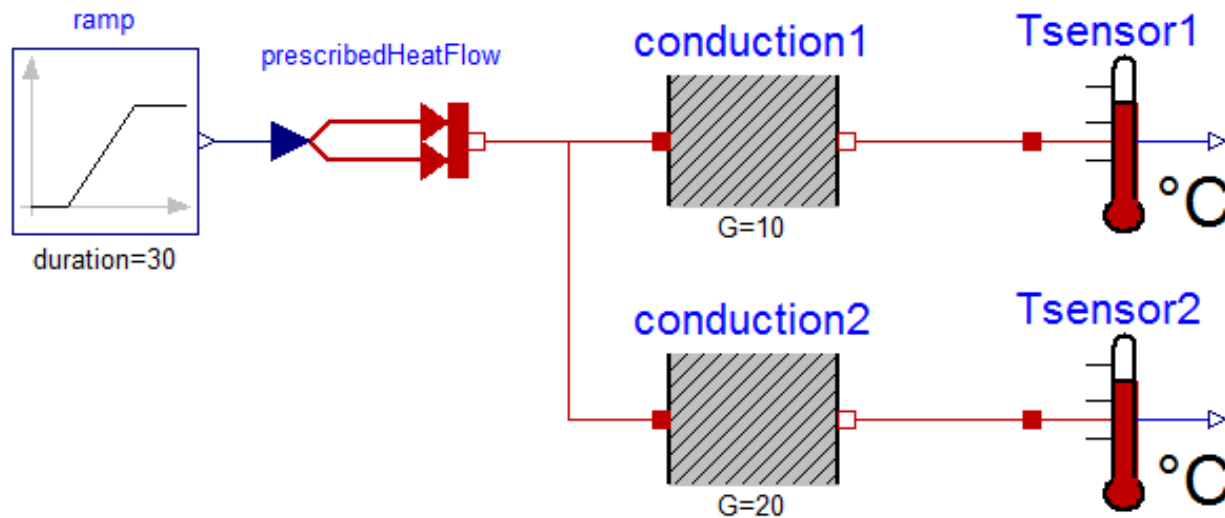 ramp
prescribedHeatFlow
conduction1
Tsensor1
duration=30
G=10
°C
conduction2
Tsensor2
G=20
°C